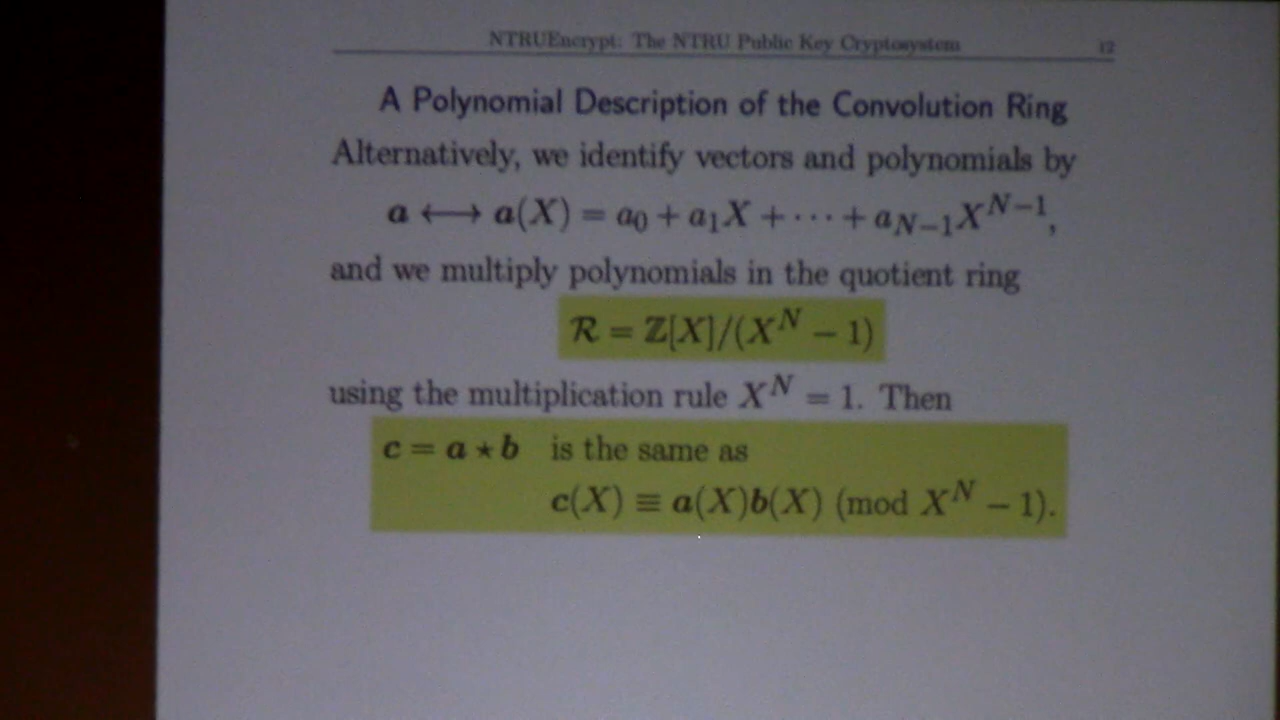 NTRUEncrypt: The NTRU Public Key Cryptosystem 12
A Polynomial Description of the Convolution Ring
Alternatively, we identify vectors and polynomials by
a ⟷ a(X) = a₀ + a₁X + ··· + a_{N−1}X^{N−1},
and we multiply polynomials in the quotient ring
ℛ = ℤ[X]/(X^N − 1)
using the multiplication rule X^N = 1. Then
c = a ⋆ b is the same as
c(X) ≡ a(X)b(X) (mod X^N − 1).